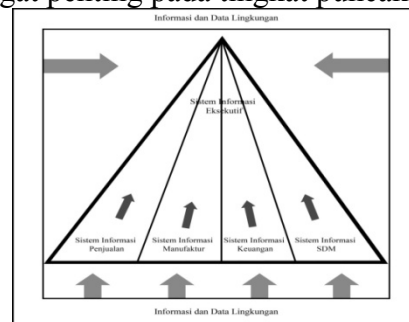 gat penting pada tingkat puncak
Informasi dan Data Lingkungan
Sistem Informasi
Eksekutif
Sistem Informasi
Penjualan
Sistem Informasi
Manufaktur
Sistem Informasi
Keuangan
Sistem Informasi
SDM
Informasi dan Data Lingkungan